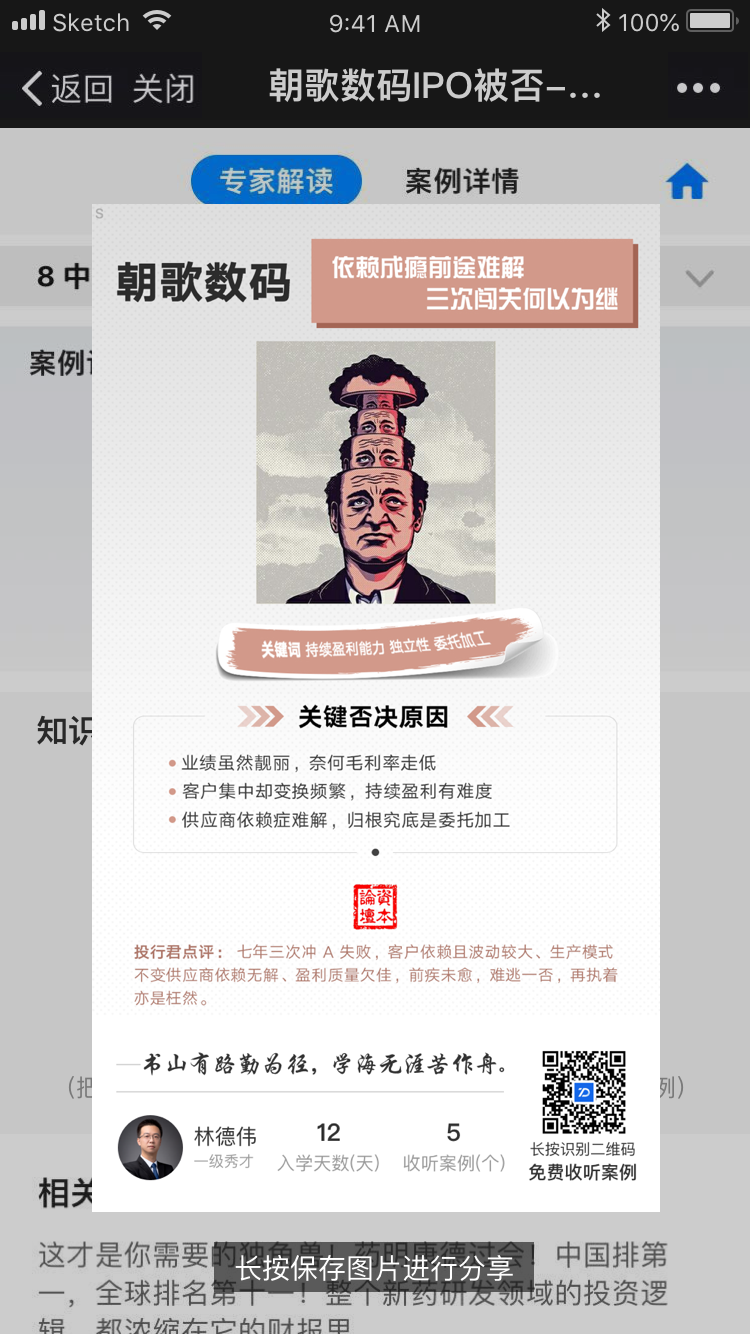 Sketch 9:41 AM 100%
返回 关闭 朝歌数码IPO被否–...
专家解读 案例详情
S
8 中
朝歌数码
依赖成瘾前途难解
三次闯关何以为继
案例
关键词 持续盈利能力 独立性 委托加工
关键否决原因
知识
业绩虽然靓丽，奈何毛利率走低
客户集中却变换频繁，持续盈利有难度
供应商依赖症难解，归根究底是委托加工
論資
壇本
投行君点评： 七年三次冲 A 失败，客户依赖且波动较大、生产模式
不变供应商依赖无解、盈利质量欠佳，前疾未愈，难逃一否，再执着
亦是枉然。
—书山有路勤为径，学海无涯苦作舟。
（把
例）
林德伟
一级秀才
12
入学天数(天)
5
收听案例(个)
长按识别二维码
免费收听案例
相关
这才是你需要的独角兽！药明康德过会！中国排第
长按保存图片进行分享
一，全球排名第十一！整个新药研发领域的投资逻
辑，都浓缩在它的财报里